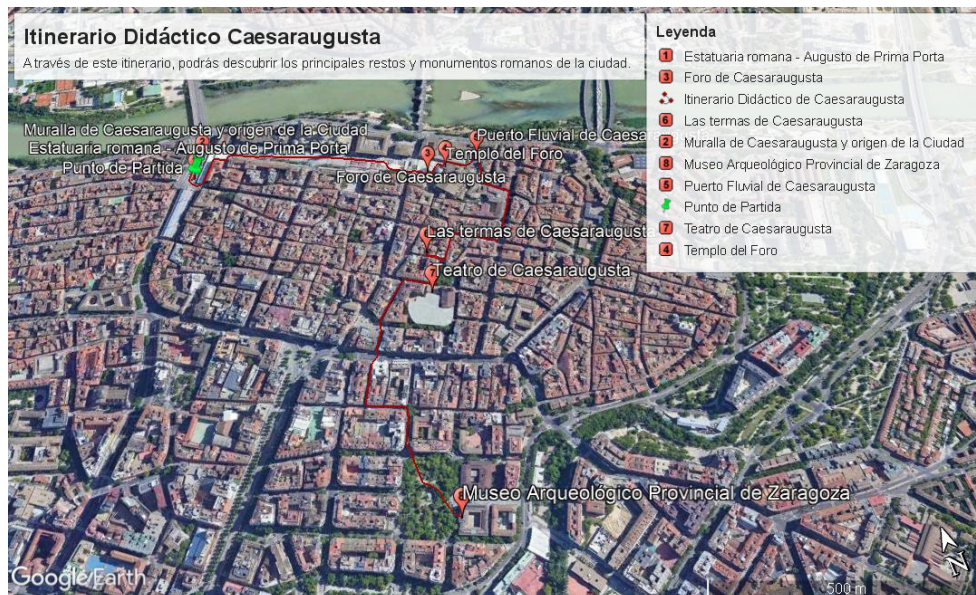 Itinerario Didáctico Caesaraugusta
A través de este itinerario, podrás descubrir los principales restos y monumentos romanos de la ciudad.
Leyenda
1 Estatuaria romana - Augusto de Prima Porta
3 Foro de Caesaraugusta
Itinerario Didáctico de Caesaraugusta
6 Las termas de Caesaraugusta
2 Muralla de Caesaraugusta y origen de la Ciudad
8 Museo Arqueológico Provincial de Zaragoza
5 Puerto Fluvial de Caesaraugusta
Punto de Partida
7 Teatro de Caesaraugusta
4 Templo del Foro
Muralla de Caesaraugusta y origen de la Ciudad
2
Estatuaria romana - Augusto de Prima Porta
Punto de Partida
Puerto Fluvial de Caesa
3
Templo del Foro
Foro de Caesaraugusta
Las termas de Caesaraugusta
7
Teatro de Caesaraugusta
Museo Arqueológico Provincial de Zaragoza
Google Earth
N
500 m